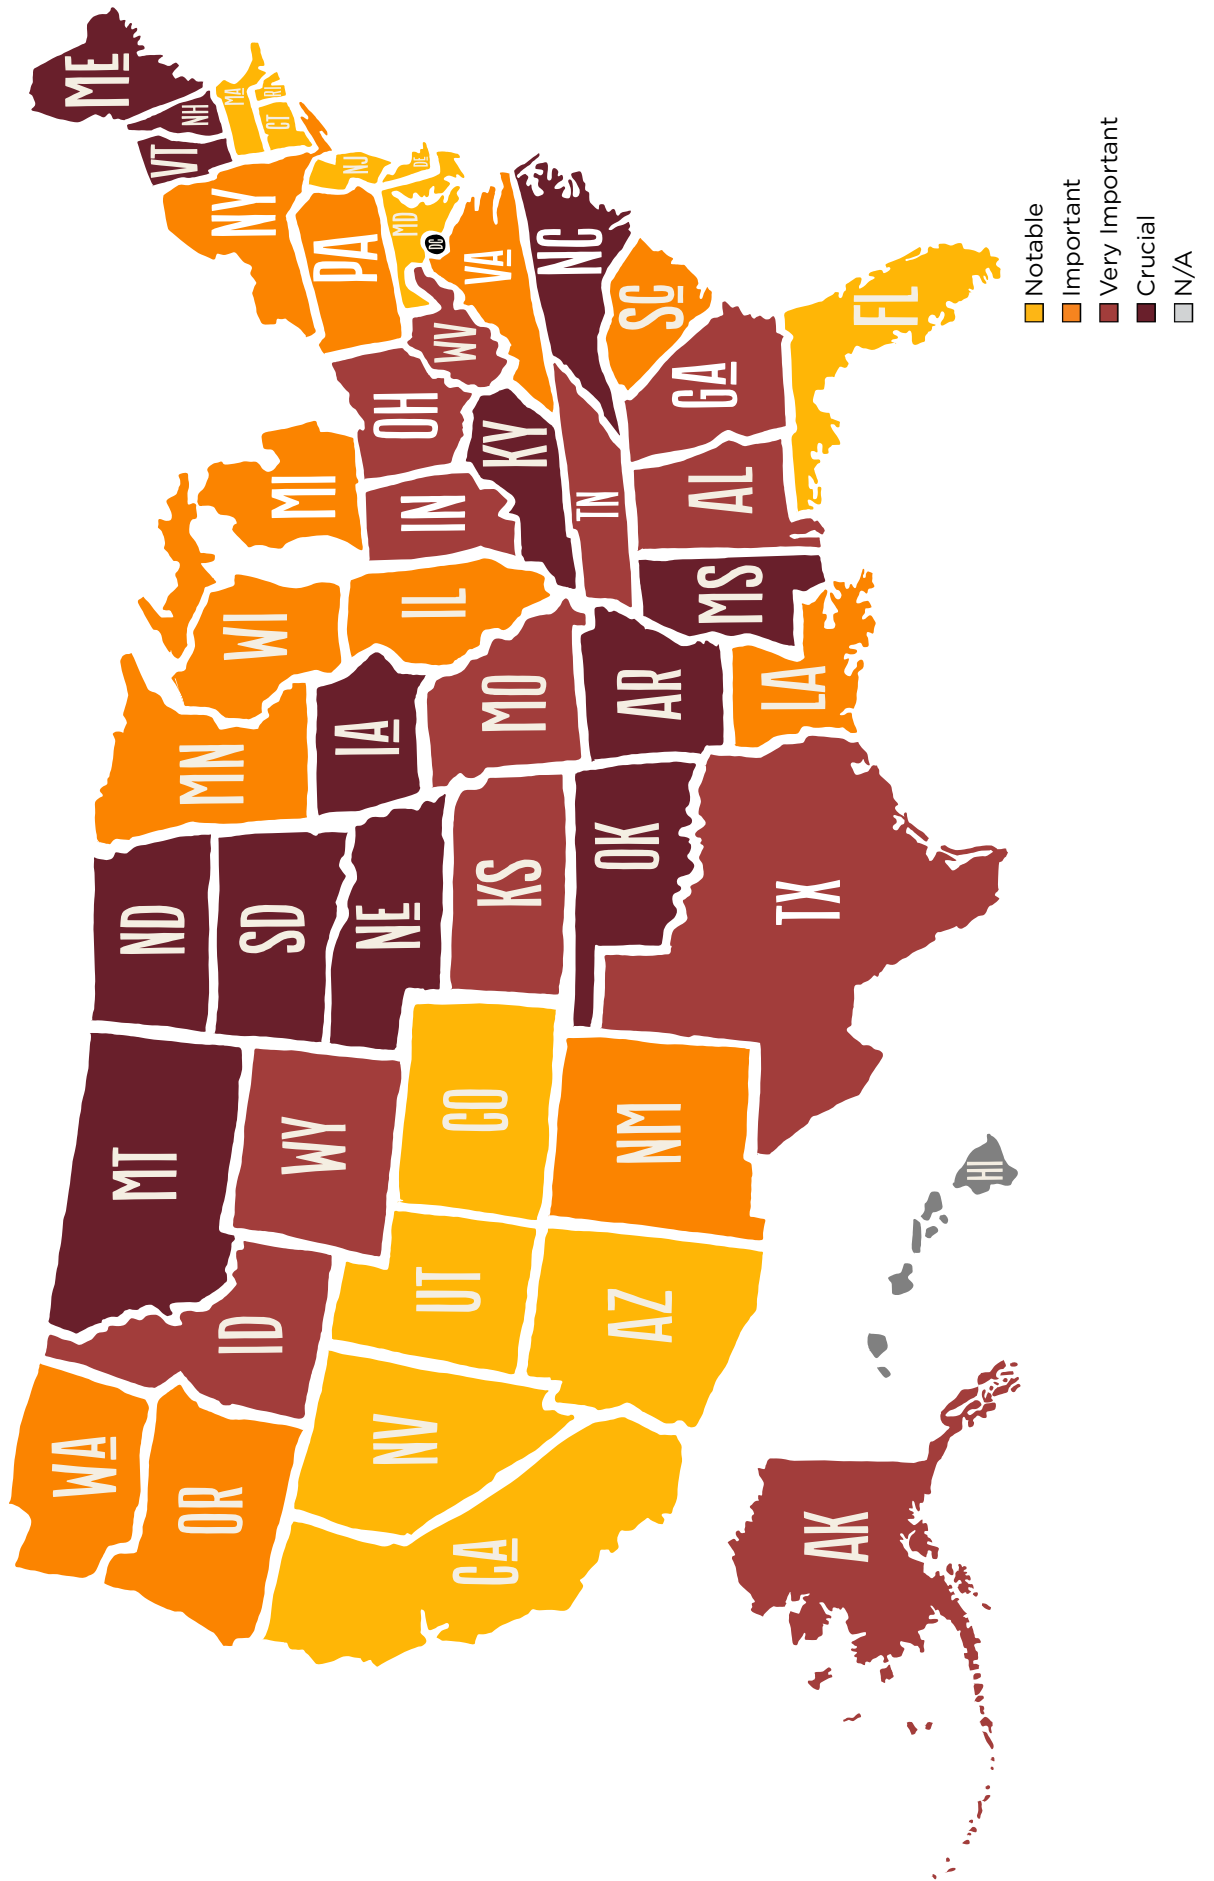 ME
VT
NH
WA
MT
ND
MN
WI
MI
NY
MA
RI
CT
ID
WY
SD
IA
IL
IN
OH
PA
NJ
OR
NV
UT
CO
NE
MO
KY
WV
MD
DE
DC
VA
CA
AZ
NM
KS
OK
AR
TN
NC
SC
TX
LA
MS
AL
GA
FL
AK
HI
Notable
Important
Very Important
Crucial
N/A